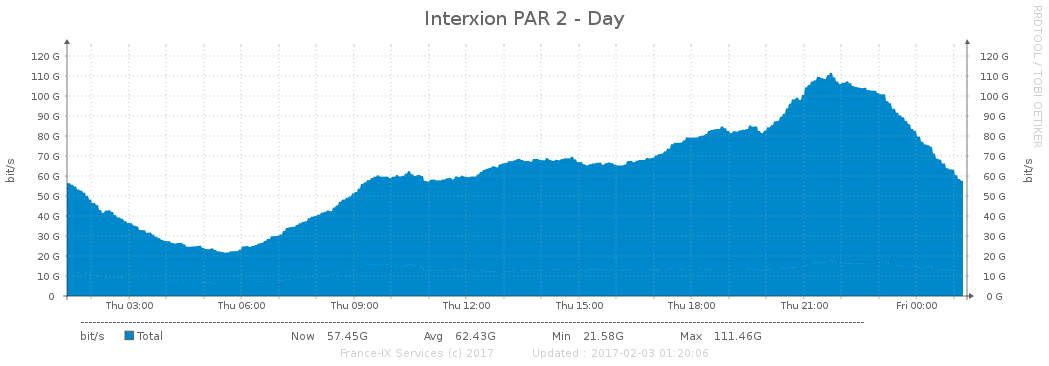 Interxion PAR 2 - Day
RRDTOOL / TOBI OETIKER
bit/s
bit/s
120 G 120 G
110 G 110 G
100 G 100 G
90 G 90 G
80 G 80 G
70 G 70 G
60 G 60 G
50 G 50 G
40 G 40 G
30 G 30 G
20 G 20 G
10 G 10 G
0 0 G
Thu 03:00 Thu 06:00 Thu 09:00 Thu 12:00 Thu 15:00 Thu 18:00 Thu 21:00 Fri 00:00
bit/s Total Now 57.45G Avg 62.43G Min 21.58G Max 111.46G
France-IX Services (c) 2017 Updated : 2017-02-03 01:20:06